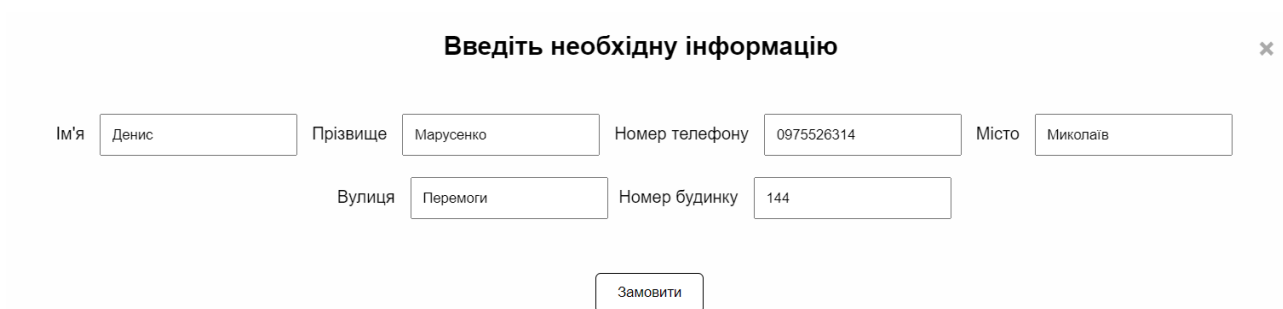 Введіть необхідну інформацію ×
Ім'я Денис Прізвище Марусенко Номер телефону 0975526314 Місто Миколаїв
Вулиця Перемоги Номер будинку 144
Замовити